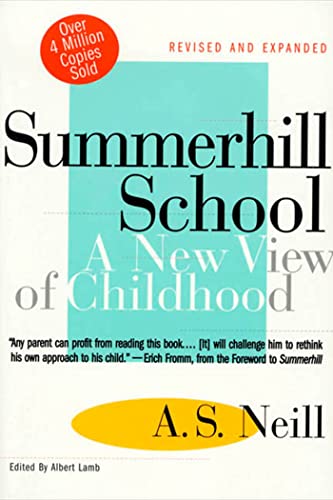 Over
4 Million
Copies
Sold
REVISED AND EXPANDED
Summerhill
School
A New View
of Childhood
"Any parent can profit from reading this book.... [It] will challenge him to rethink
his own approach to his child." — Erich Fromm, from the Foreword to Summerhill
A.S. Neill
Edited By Albert Lamb